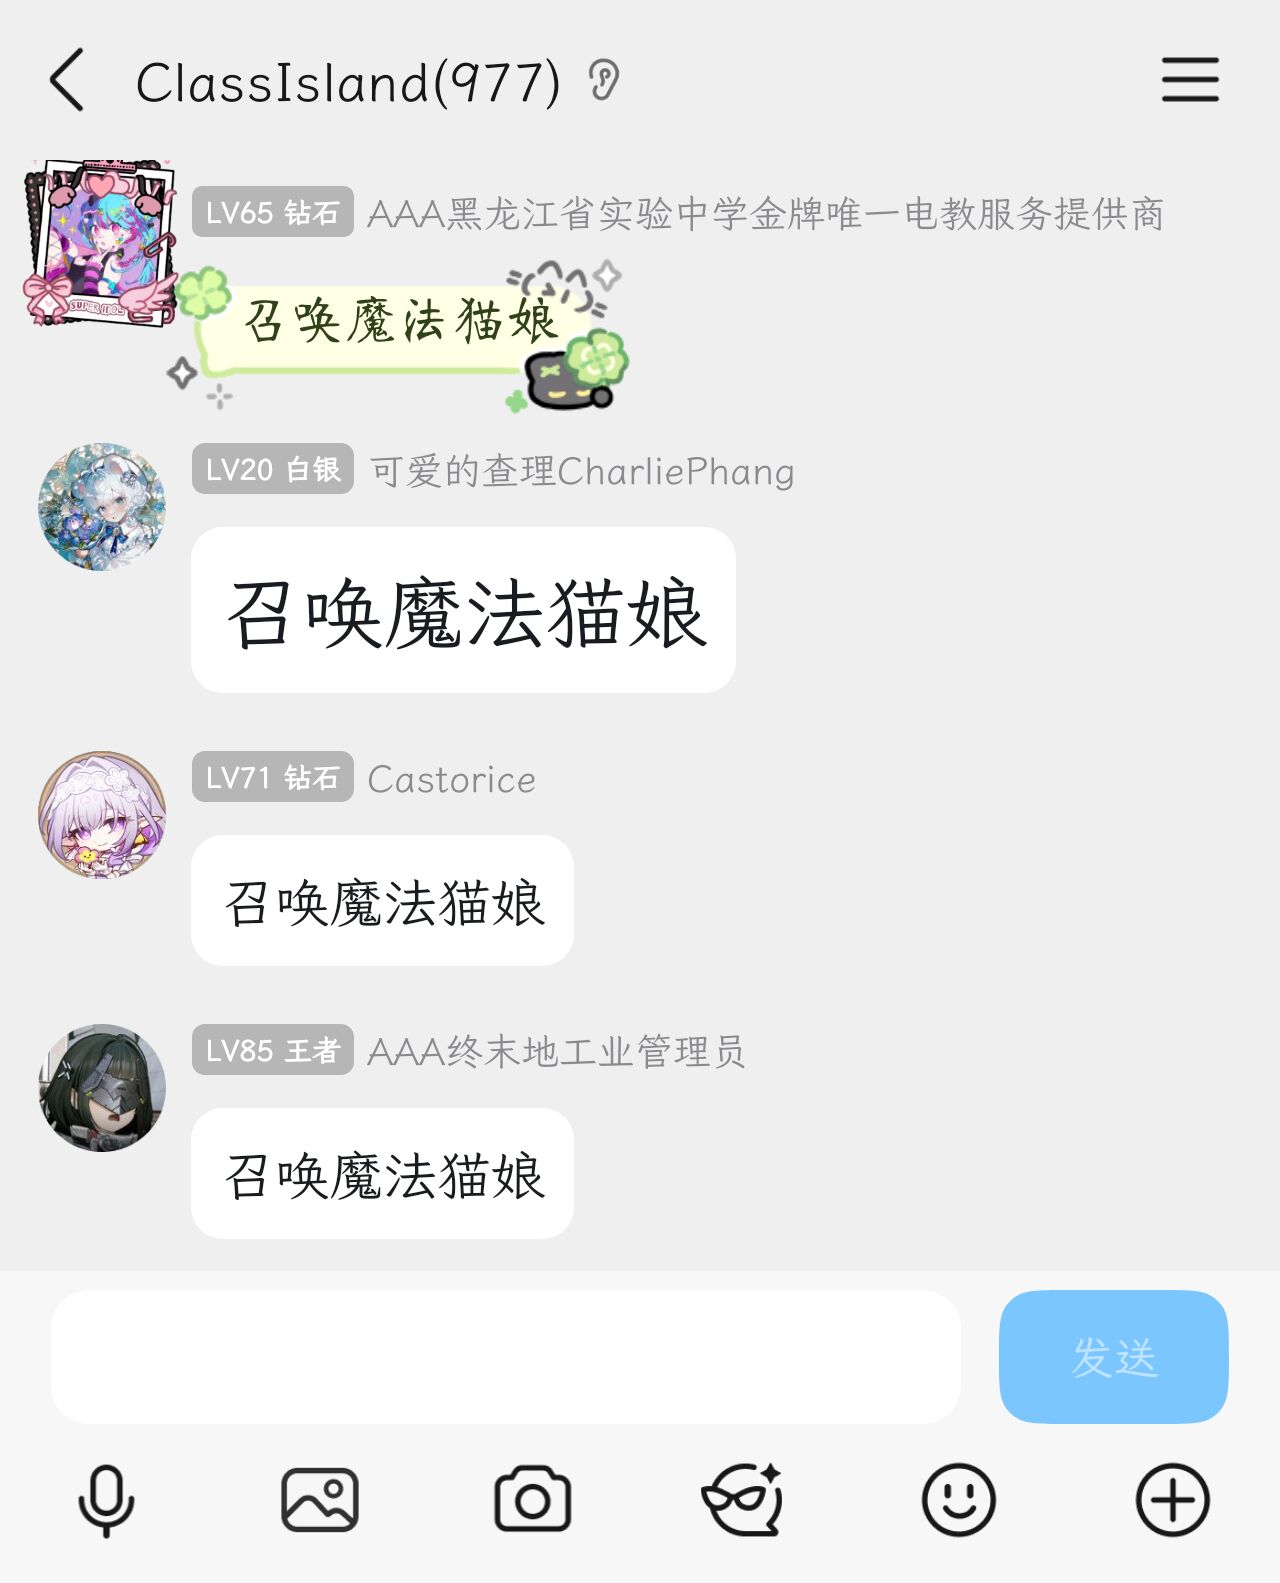 ClassIsland(977)
LV65 钻石 AAA黑龙江省实验中学金牌唯一电教服务提供商
召唤魔法猫娘
LV20 白银 可爱的查理CharliePhang
召唤魔法猫娘
LV71 钻石 Castorice
召唤魔法猫娘
LV85 王者 AAA终末地工业管理员
召唤魔法猫娘
发送